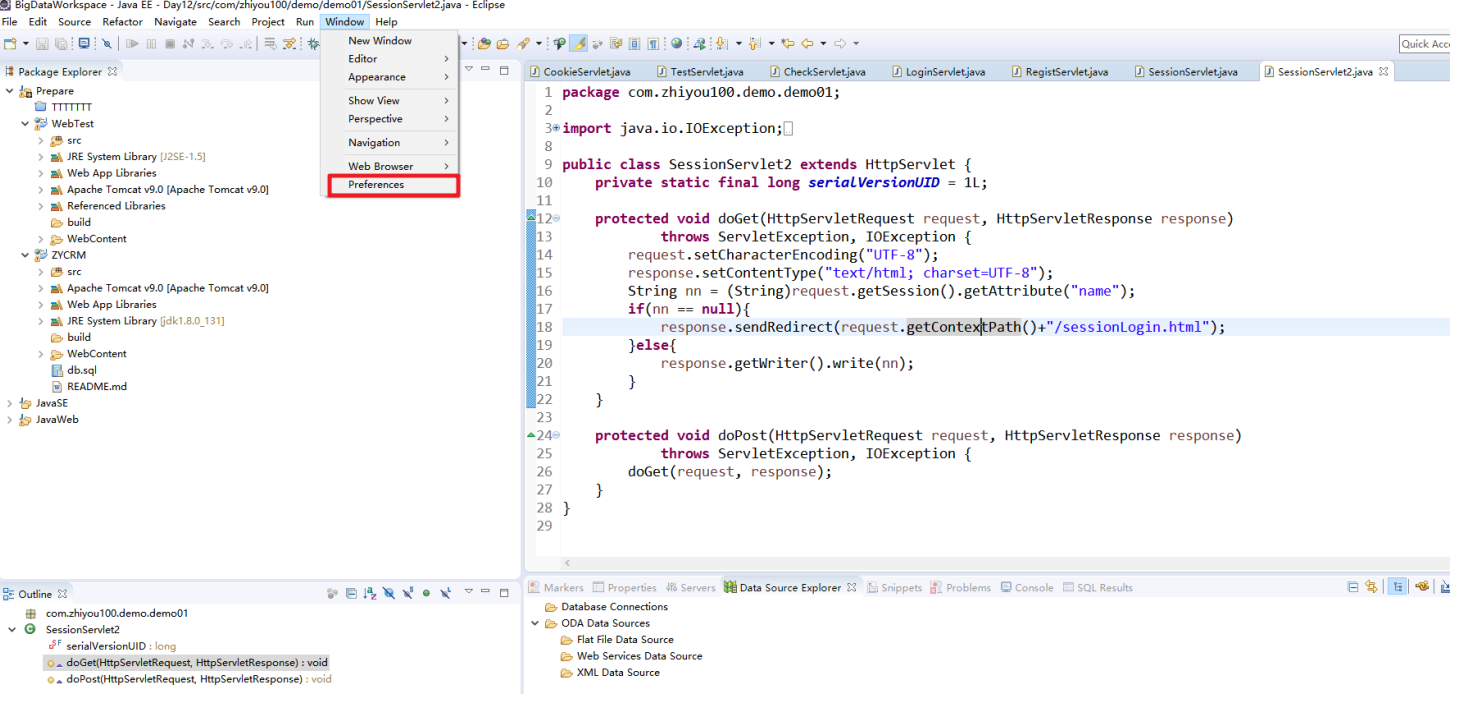 BigDataWorkspace - Java EE - Day12/src/com/zhiyou100/demo/demo01/SessionServlet2.java - Eclipse
File Edit Source Refactor Navigate Search Project Run Window Help
Quick Acc
New Window
Editor
Appearance
Show View
Perspective
Navigation
Web Browser
Preferences
Package Explorer
Prepare
TTTTTTT
WebTest
src
JRE System Library [J2SE-1.5]
Web App Libraries
Apache Tomcat v9.0 [Apache Tomcat v9.0]
Referenced Libraries
build
WebContent
ZYCRM
src
Apache Tomcat v9.0 [Apache Tomcat v9.0]
Web App Libraries
JRE System Library [jdk1.8.0_131]
build
WebContent
db.sql
README.md
JavaSE
JavaWeb
CookieServlet.java TestServlet.java CheckServlet.java LoginServlet.java RegistServlet.java SessionServlet.java SessionServlet2.java
1 package com.zhiyou100.demo.demo01;
2
3 import java.io.IOException;
8
9 public class SessionServlet2 extends HttpServlet {
10 private static final long serialVersionUID = 1L;
11
12 protected void doGet(HttpServletRequest request, HttpServletResponse response)
13 throws ServletException, IOException {
14 request.setCharacterEncoding("UTF-8");
15 response.setContentType("text/html; charset=UTF-8");
16 String nn = (String)request.getSession().getAttribute("name");
17 if(nn == null){
18 response.sendRedirect(request.getContextPath()+"/sessionLogin.html");
19 }else{
20 response.getWriter().write(nn);
21 }
22 }
23
24 protected void doPost(HttpServletRequest request, HttpServletResponse response)
25 throws ServletException, IOException {
26 doGet(request, response);
27 }
28 }
29
Outline
com.zhiyou100.demo.demo01
SessionServlet2
serialVersionUID : long
doGet(HttpServletRequest, HttpServletResponse) : void
doPost(HttpServletRequest, HttpServletResponse) : void
Markers Properties Servers Data Source Explorer Snippets Problems Console SQL Results
Database Connections
ODA Data Sources
Flat File Data Source
Web Services Data Source
XML Data Source